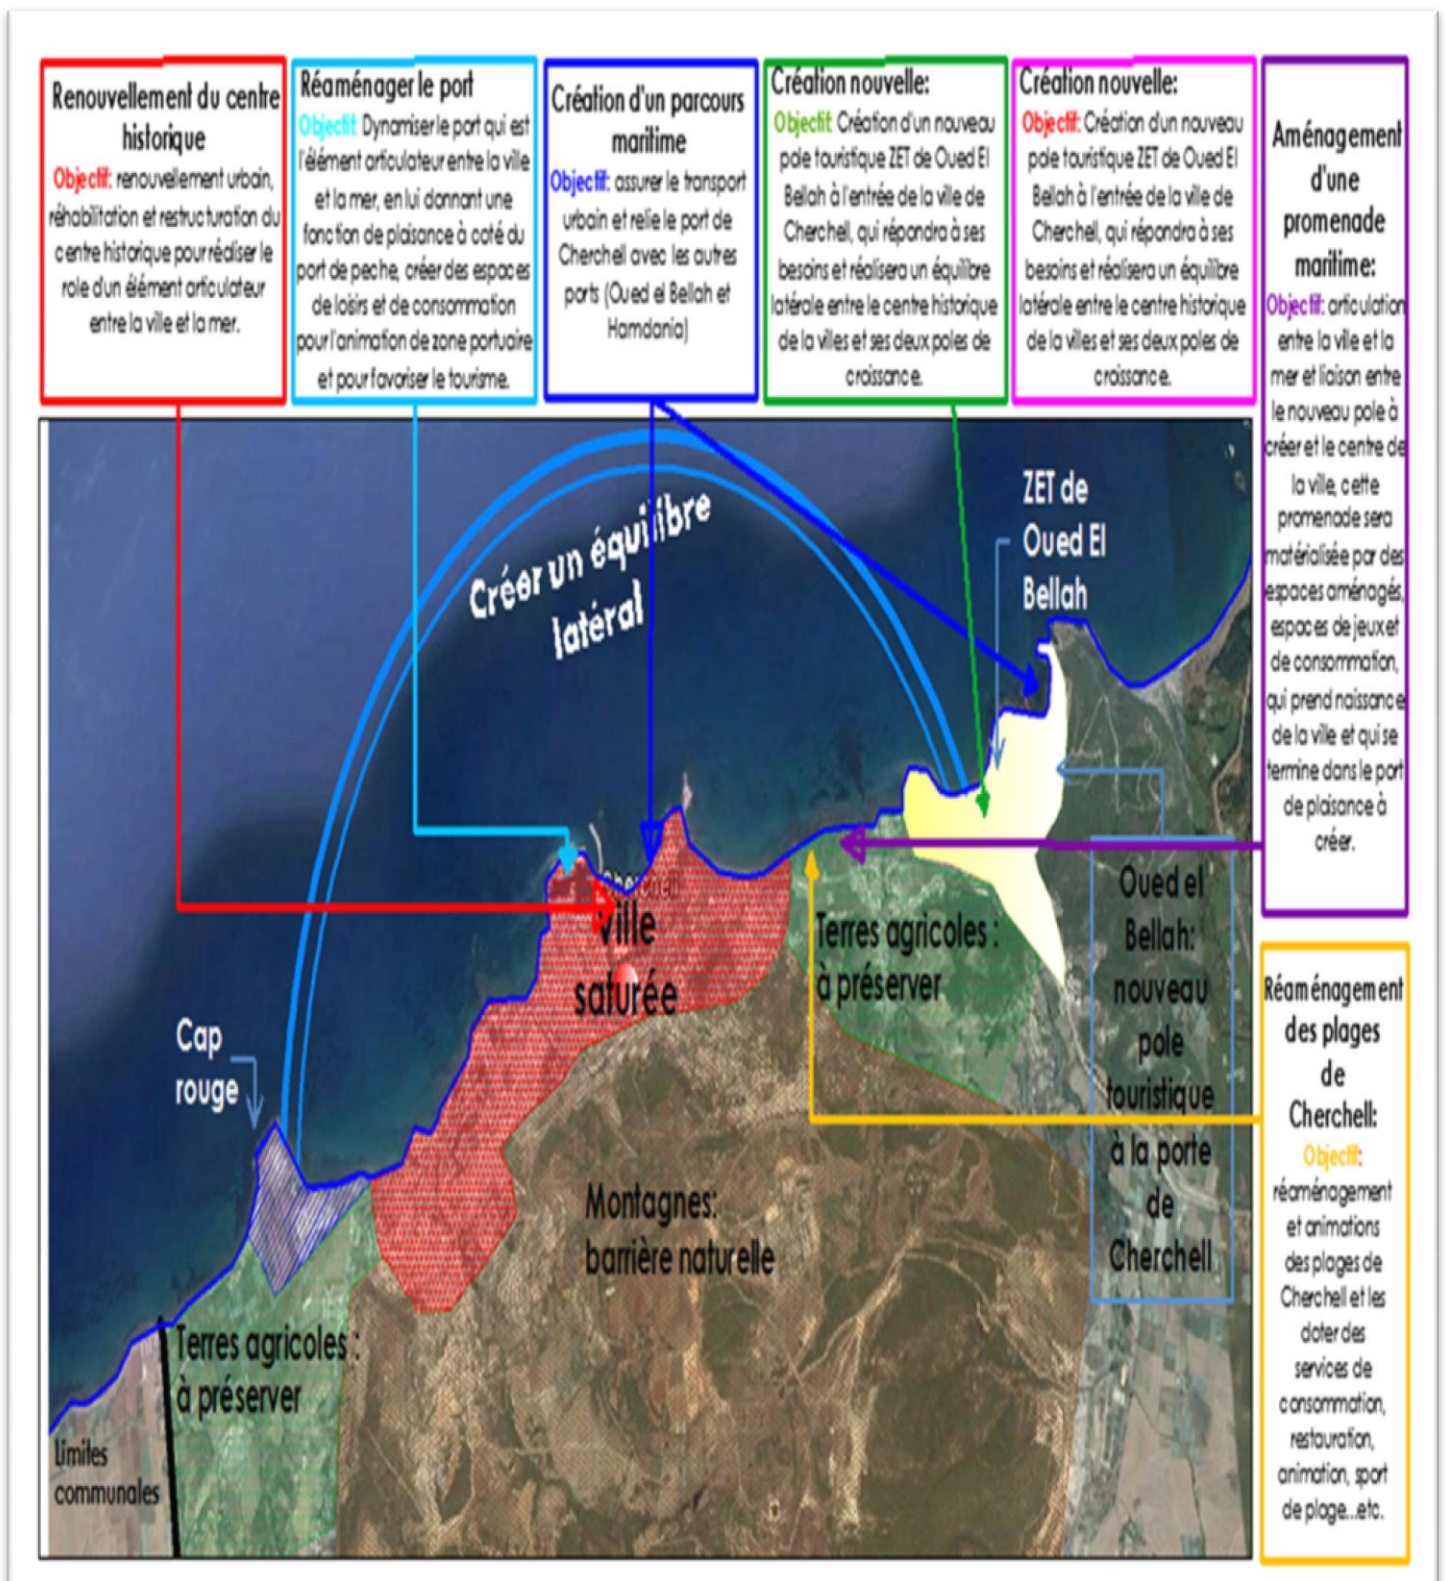 Renouvellement du centre
historique
Objectif: renouvellement urbain,
réhabilitation et restructuration du
centre historique pour réaliser le
role d'un élément articulateur
entre la ville et la mer.
Réaménager le port
Objectif: Dynamiser le port qui est
l'élément articulateur entre la ville
et la mer, en lui donnant une
fonction de plaisance à coté du
port de peche, créer des espaces
de loisirs et de consommation
pour l'animation de zone portuaire
et pour favoriser le tourisme.
Création d'un parcours
maritime
Objectif: assurer le transport
urbain et relie le port de
Cherchell avec les autres
ports (Oued el Bellah et
Hamdania)
Création nouvelle:
Objectif: Création d'un nouveau
pole touristique ZET de Oued El
Bellah à l'entrée de la ville de
Cherchell, qui répondra à ses
besoins et réalisera un équilibre
latérale entre le centre historique
de la villes et ses deux poles de
croissance.
Création nouvelle:
Objectif: Création d'un nouveau
pole touristique ZET de Oued El
Bellah à l'entrée de la ville de
Cherchell, qui répondra à ses
besoins et réalisera un équilibre
latérale entre le centre historique
de la villes et ses deux poles de
croissance.
Aménagement
d'une
promenade
maritime:
Objectif: articulation
entre la ville et la
mer et liaison entre
le nouveau pole à
créer et le centre de
la ville, cette
promenade sera
matérialisée par des
espaces aménagés,
espaces de jeux et
de consommation,
qui prend naissance
de la ville et qui se
termine dans le port
de plaisance à
créer.
Réaménagement
des plages
de
Cherchell:
Objectif:
réaménagement
et animations
des plages de
Cherchell et les
doter des
services de
consommation,
restauration,
animation, sport
de plage...etc.
Créer un équilibre
latéral
ZET de
Oued El
Bellah
Cherchell
Ville
saturée
Terres agricoles :
à préserver
Oued el
Bellah:
nouveau
pole
touristique
à la porte
de
Cherchell
Cap
rouge
Montagnes:
barrière naturelle
Terres agricoles :
à préserver
Limites
communales